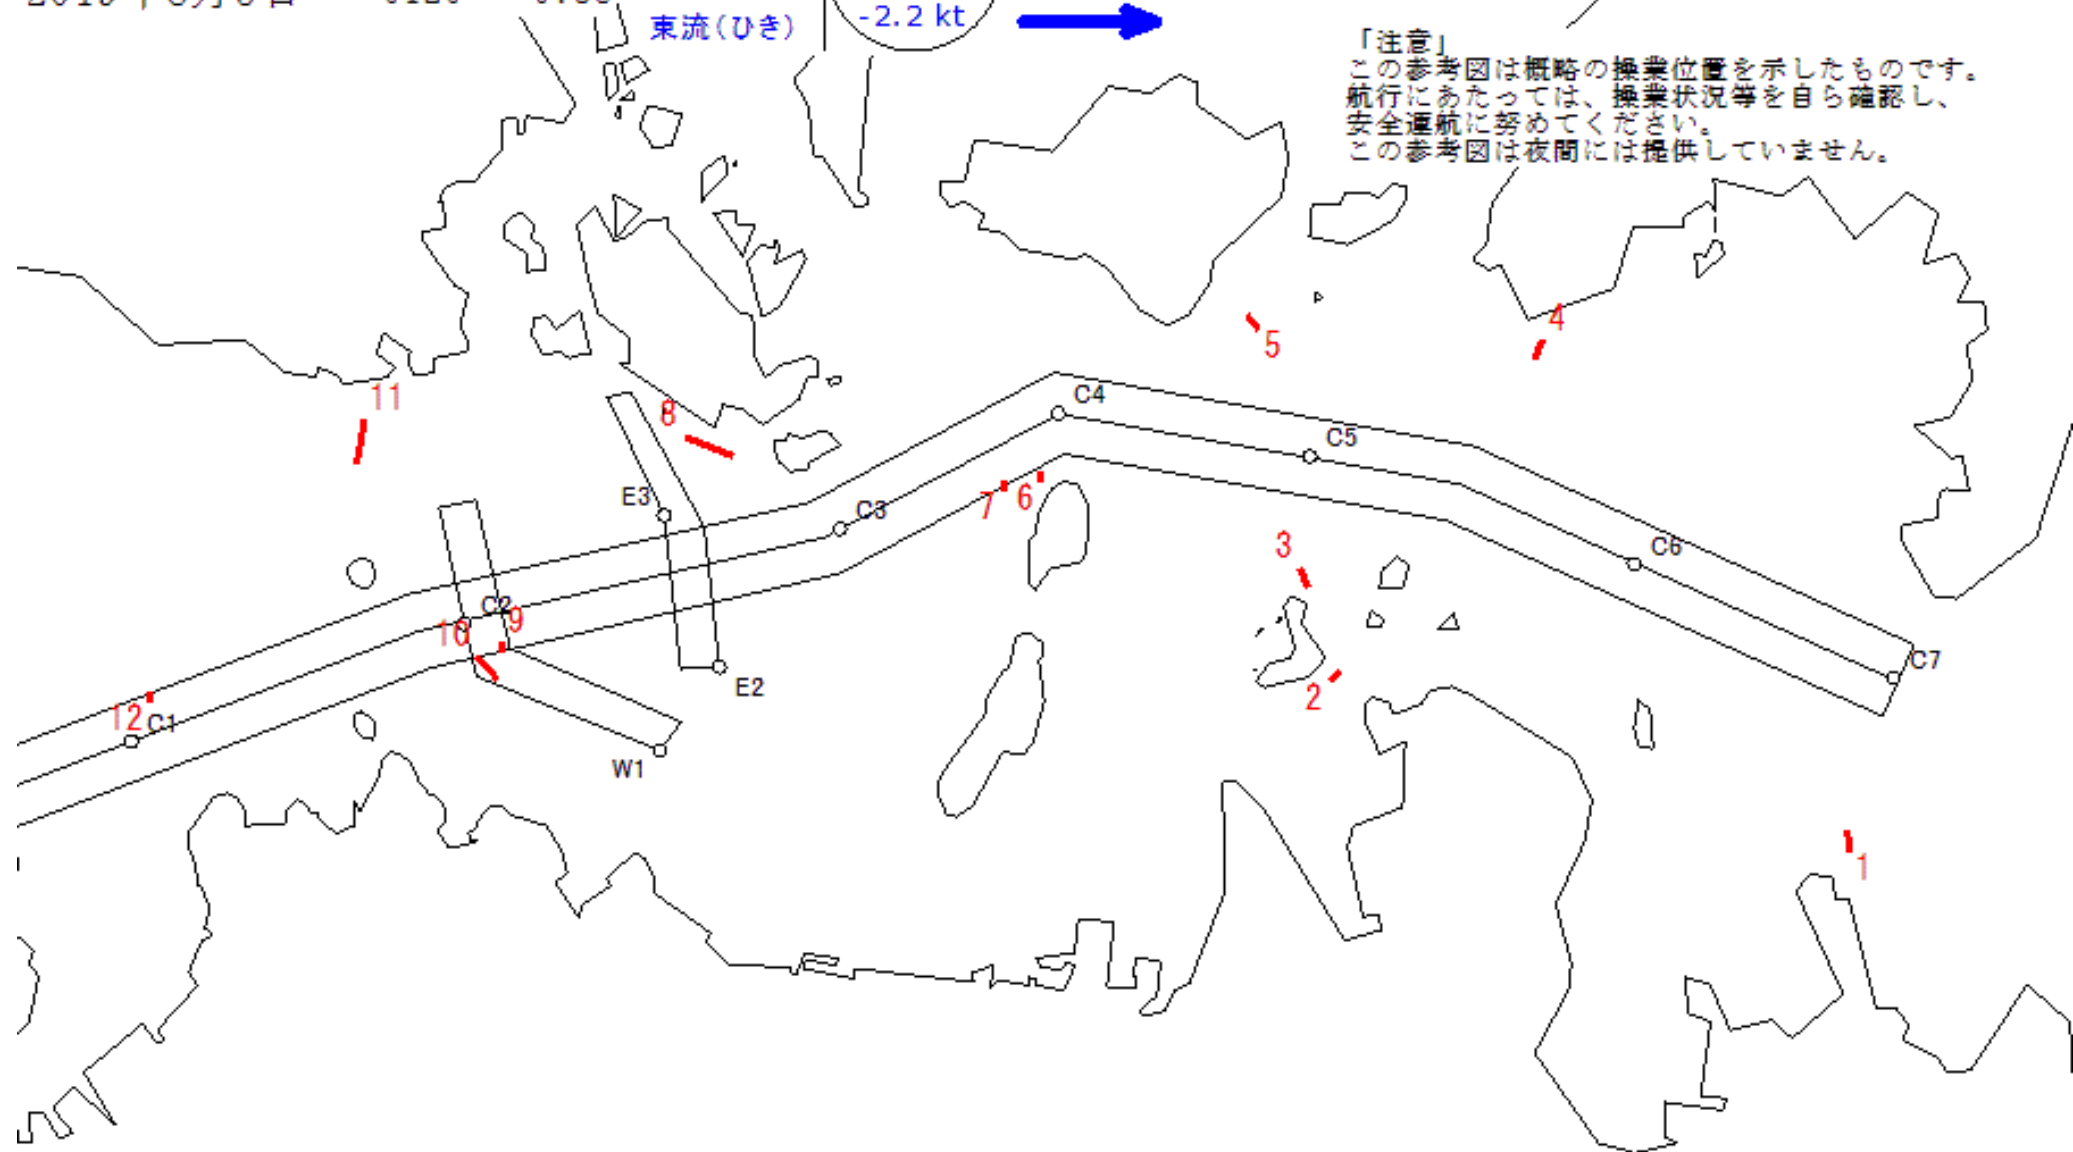 -2.2 kt
東流(ひき)
「注意」
この参考図は概略の操業位置を示したものです。
航行にあたっては、操業状況等を自ら確認し、
安全運航に努めてください。
この参考図は夜間には提供していません。
4
5
11
C4
8
C5
E3
6
7
C3
3
C6
C2
9
10
C7
E2
2
12
C1
W1
1